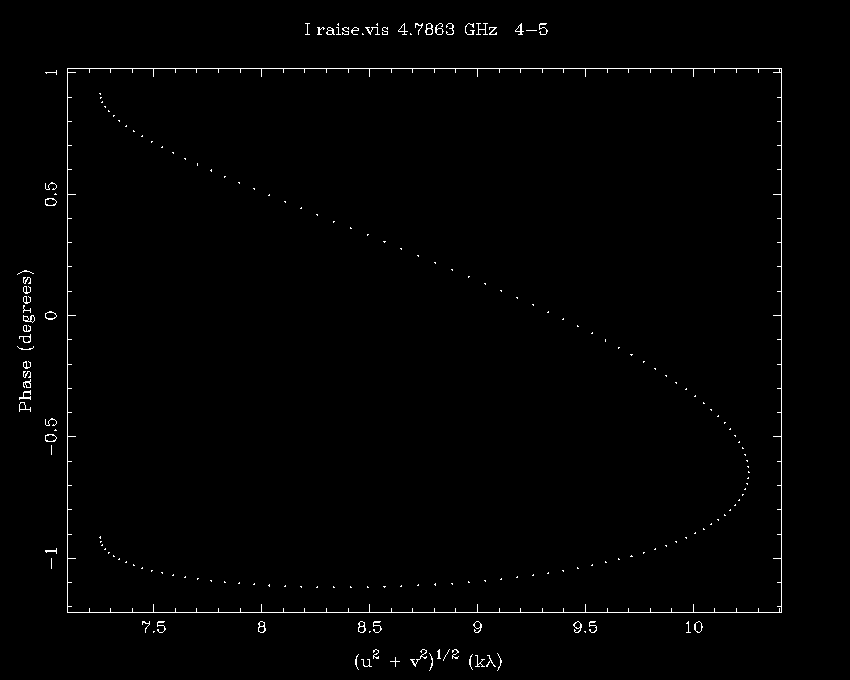 I raise.vis 4.7863 GHz 4−5
1
0.5
0
−0.5
−1
Phase (degrees)
7.5 8 8.5 9 9.5 10
(u² + v²)^1/2 (kλ)